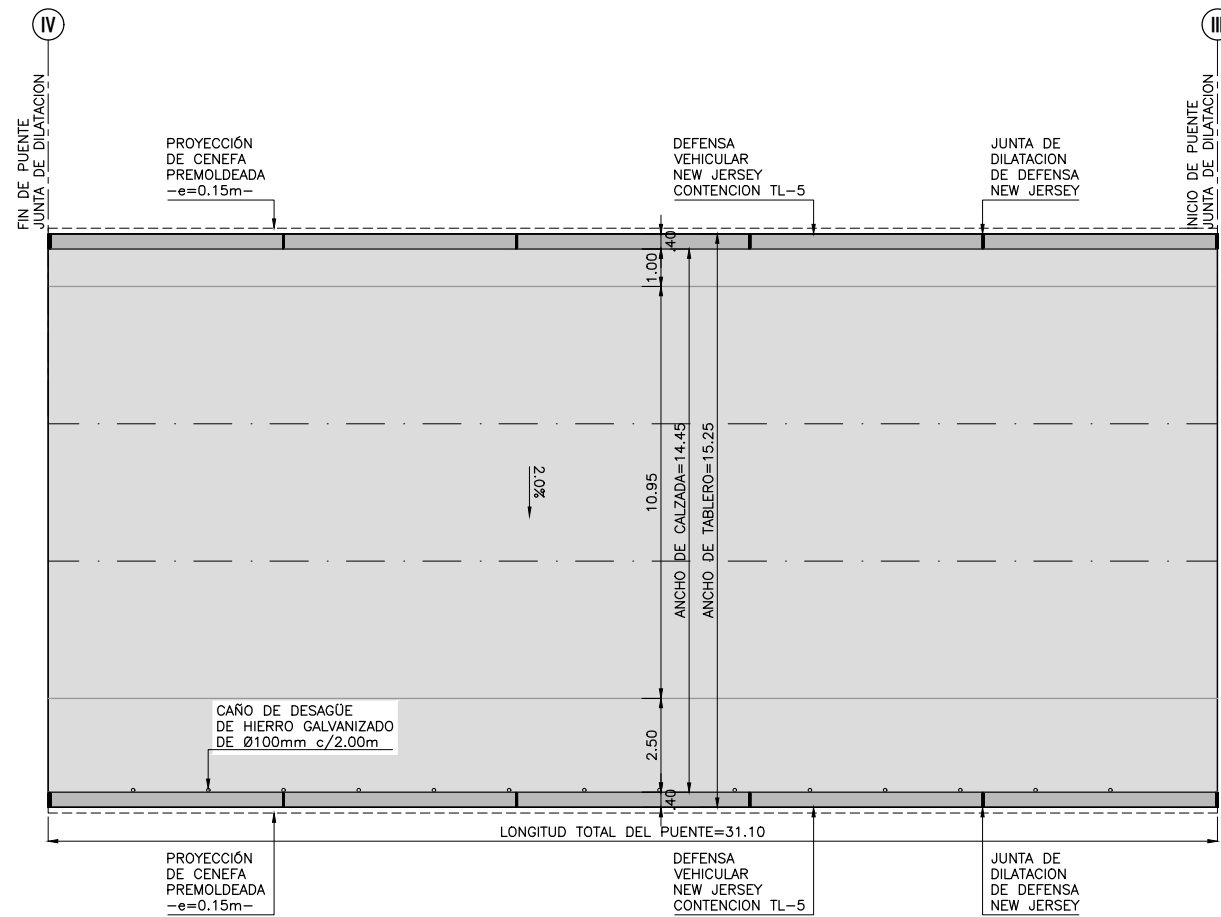 IV
III
FIN DE PUENTE
JUNTA DE DILATACION
INICIO DE PUENTE
JUNTA DE DILATACION
PROYECCIÓN
DE CENEFA
PREMOLDEADA
-e=0.15m-
DEFENSA
VEHICULAR
NEW JERSEY
CONTENCION TL-5
JUNTA DE
DILATACION
DE DEFENSA
NEW JERSEY
.40
1.00
10.95
2.50
.40
ANCHO DE CALZADA=14.45
ANCHO DE TABLERO=15.25
2.0%
CAÑO DE DESAGÜE
DE HIERRO GALVANIZADO
DE Ø100mm c/2.00m
LONGITUD TOTAL DEL PUENTE=31.10
PROYECCIÓN
DE CENEFA
PREMOLDEADA
-e=0.15m-
DEFENSA
VEHICULAR
NEW JERSEY
CONTENCION TL-5
JUNTA DE
DILATACION
DE DEFENSA
NEW JERSEY